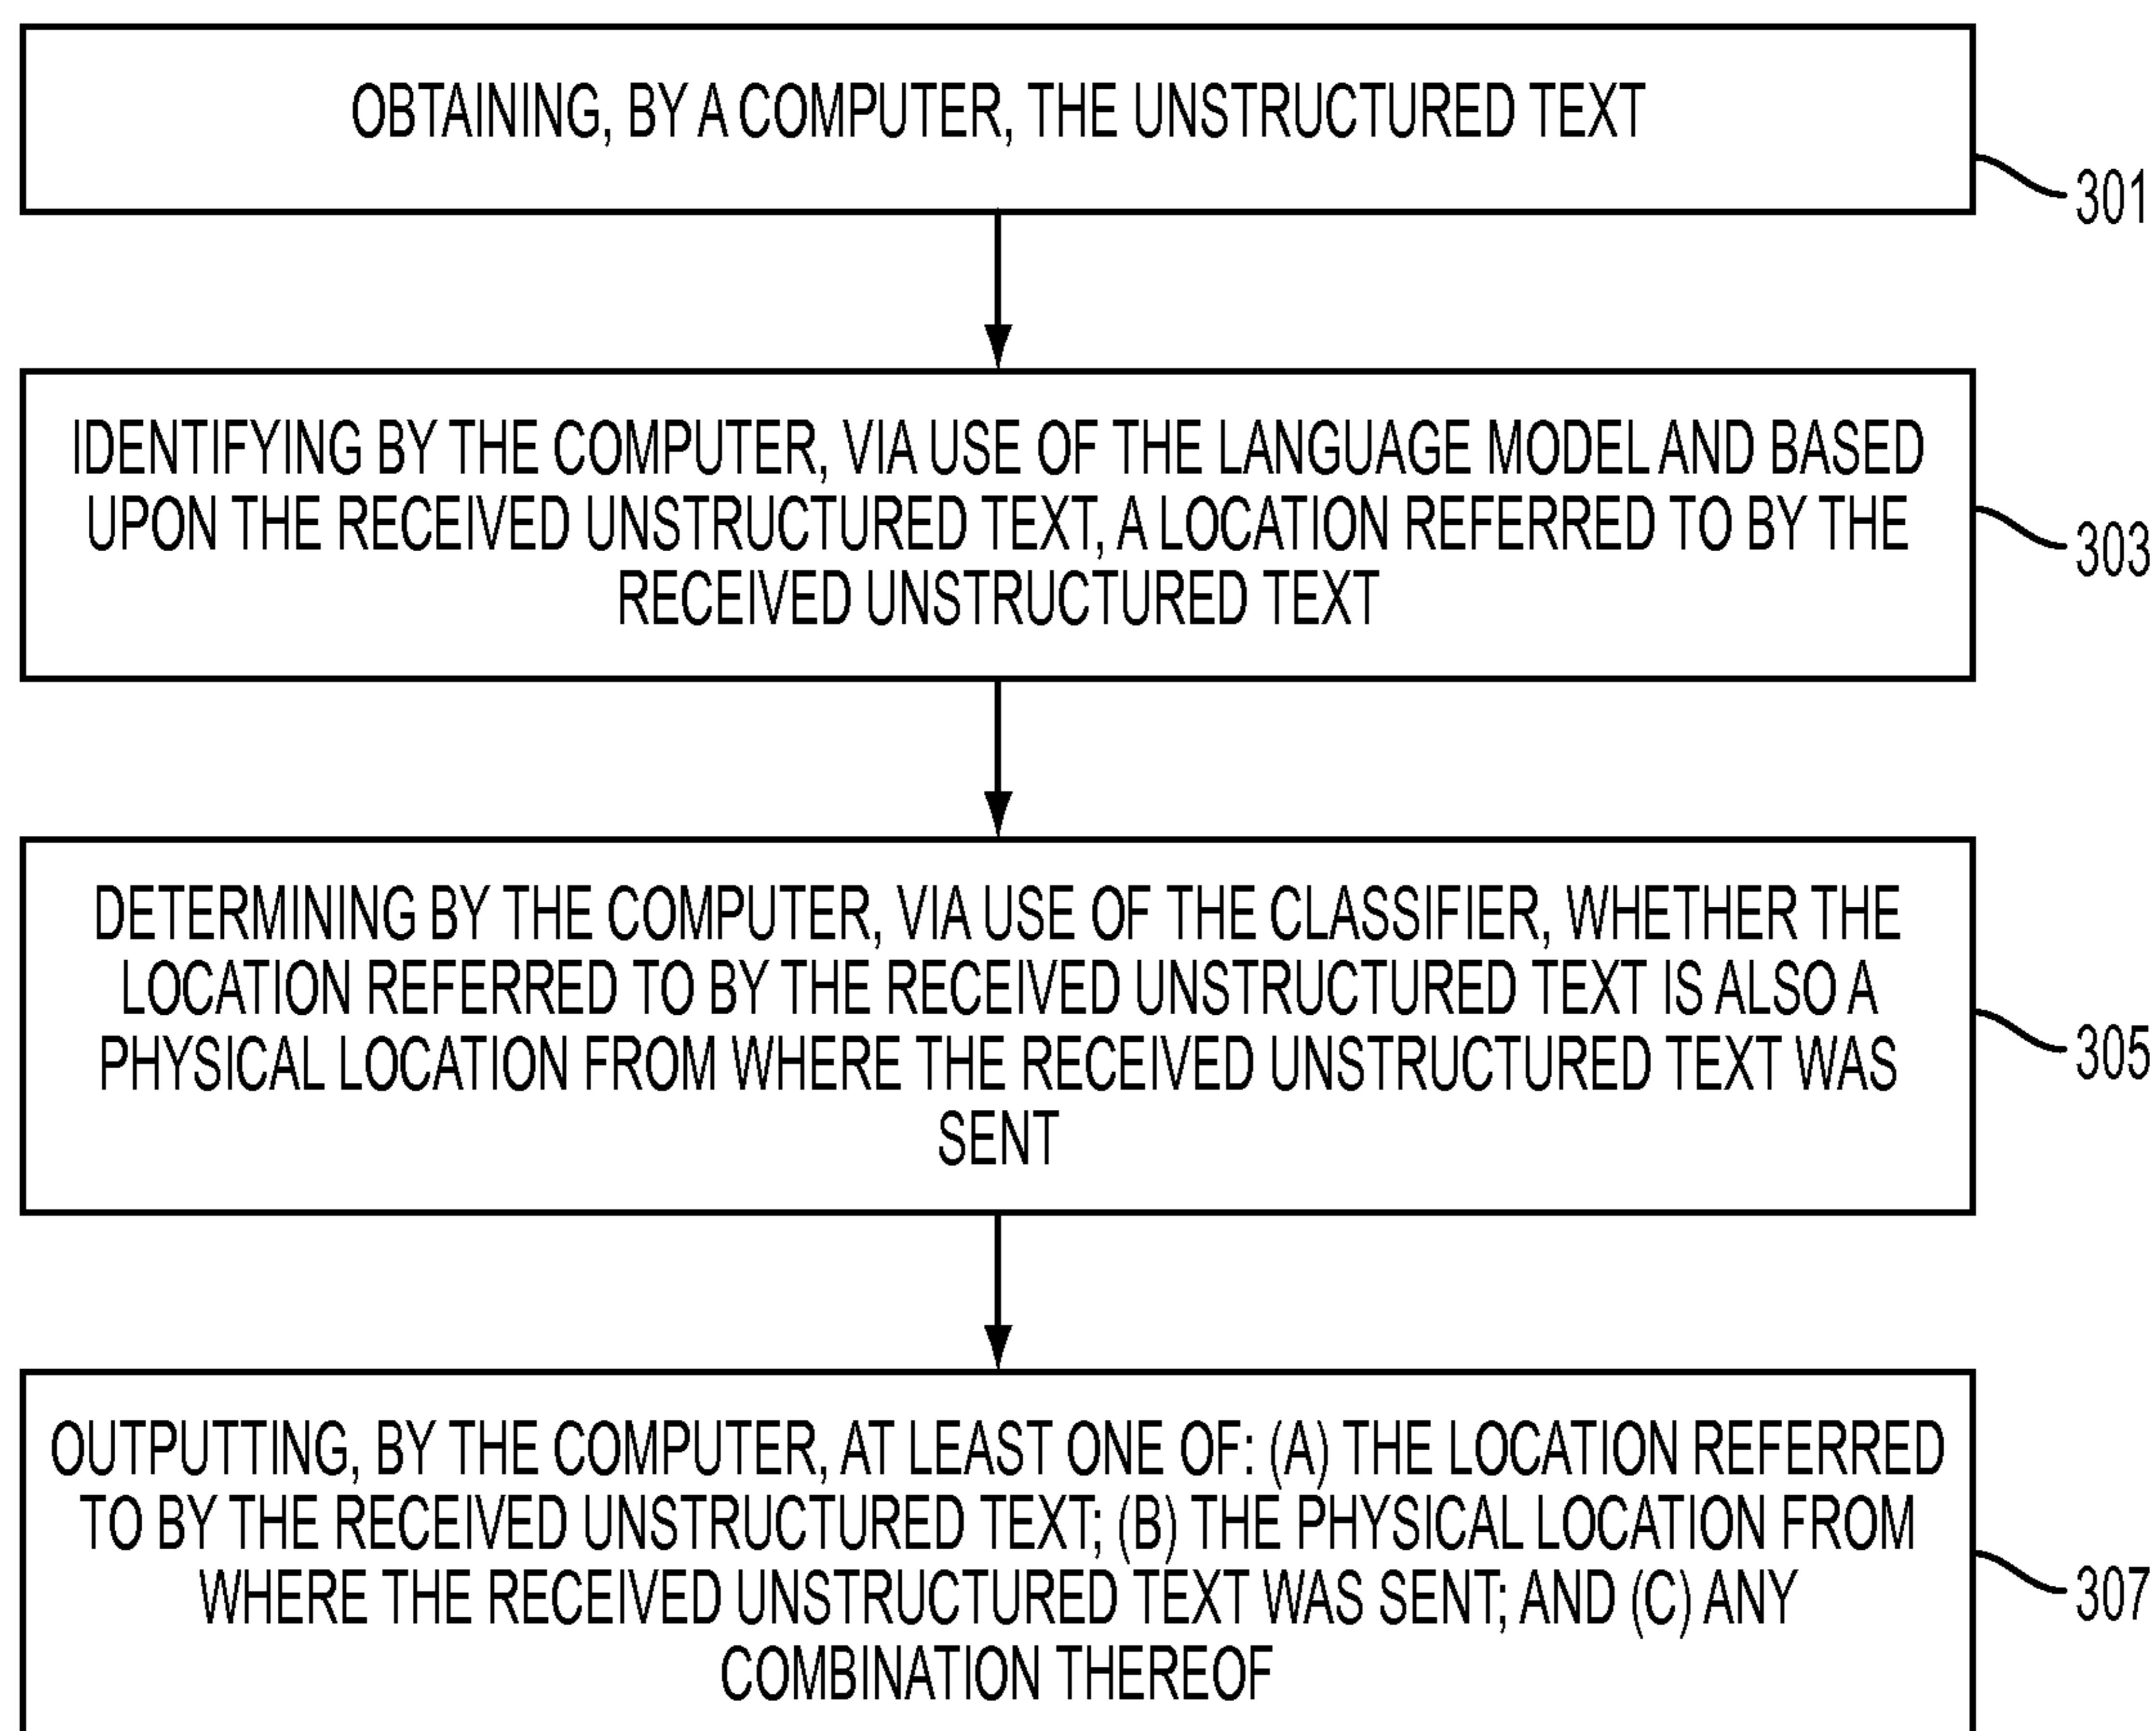 OBTAINING, BY A COMPUTER, THE UNSTRUCTURED TEXT
301
IDENTIFYING BY THE COMPUTER, VIA USE OF THE LANGUAGE MODEL AND BASED
UPON THE RECEIVED UNSTRUCTURED TEXT, A LOCATION REFERRED TO BY THE
RECEIVED UNSTRUCTURED TEXT
303
DETERMINING BY THE COMPUTER, VIA USE OF THE CLASSIFIER, WHETHER THE
LOCATION REFERRED TO BY THE RECEIVED UNSTRUCTURED TEXT IS ALSO A
PHYSICAL LOCATION FROM WHERE THE RECEIVED UNSTRUCTURED TEXT WAS
SENT
305
OUTPUTTING, BY THE COMPUTER, AT LEAST ONE OF: (A) THE LOCATION REFERRED
TO BY THE RECEIVED UNSTRUCTURED TEXT; (B) THE PHYSICAL LOCATION FROM
WHERE THE RECEIVED UNSTRUCTURED TEXT WAS SENT; AND (C) ANY
COMBINATION THEREOF
307